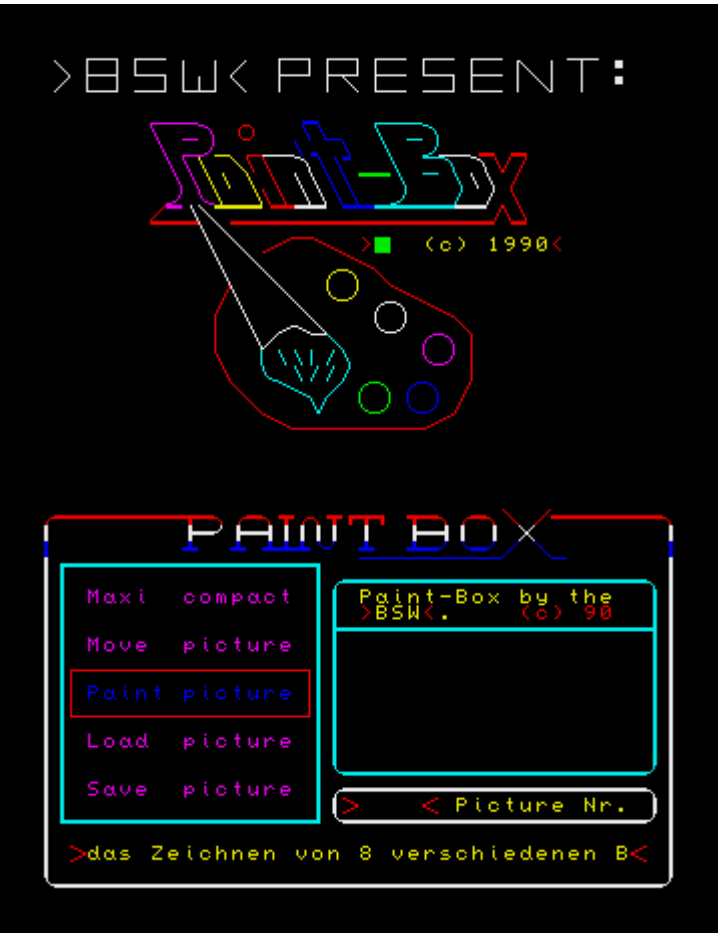 >BSW< PRESENT:
Paint-Box
>■ (c) 1990<
PAINT BOX
Maxi compact
Move picture
Paint picture
Load picture
Save picture
Paint-Box by the
>BSW<. (c) 90
> < Picture Nr.
>das Zeichnen von 8 verschiedenen B<